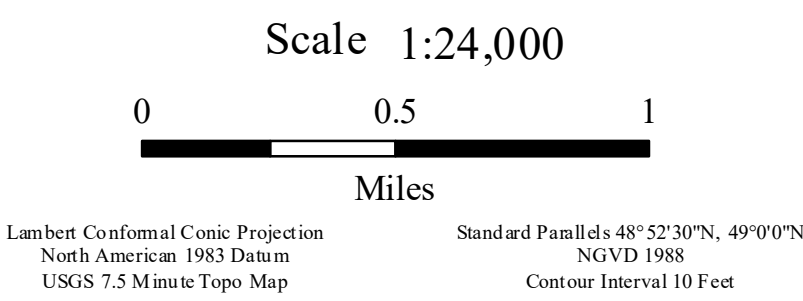 Scale 1:24,000
0 0.5 1
Miles
Lambert Conformal Conic Projection
North American 1983 Datum
USGS 7.5 Minute Topo Map
Standard Parallels 48°52'30"N, 49°0'0"N
NGVD 1988
Contour Interval 10 Feet